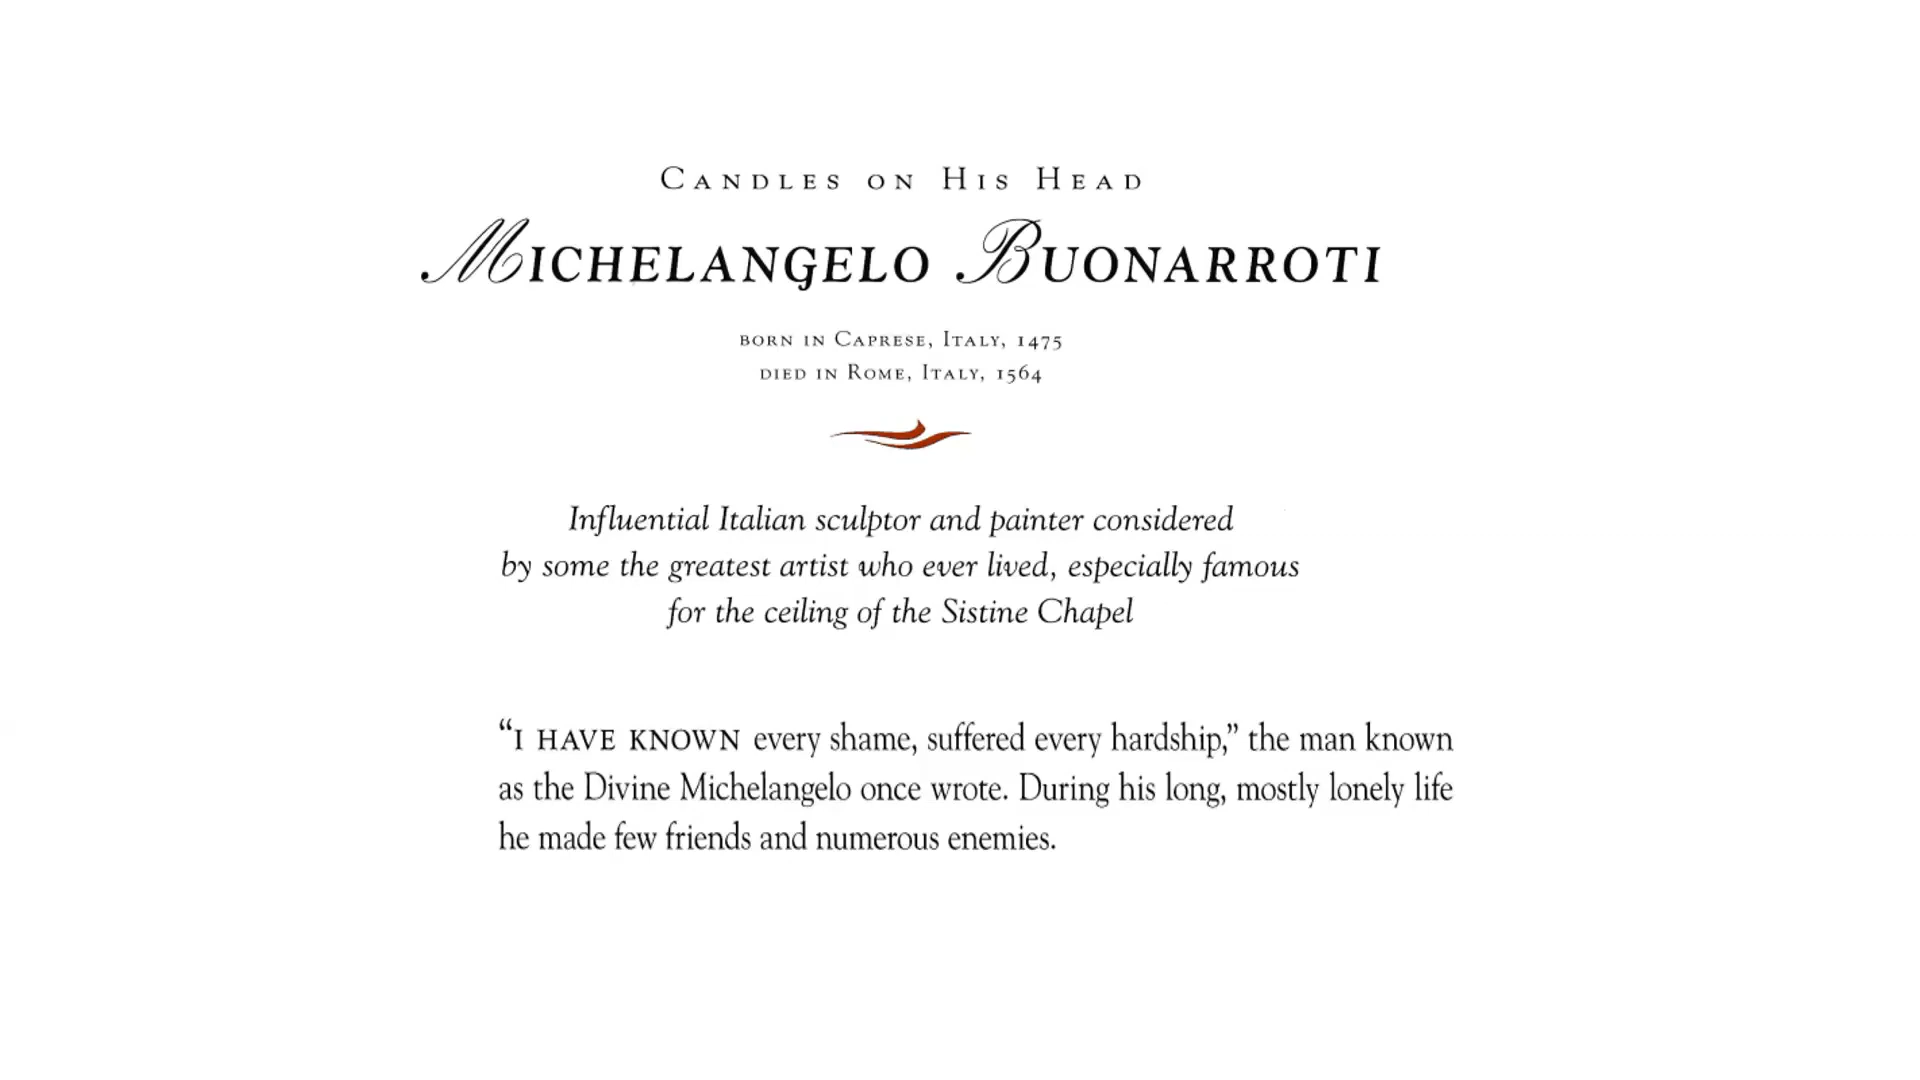 Candles on His Head
Michelangelo Buonarroti
born in Caprese, Italy, 1475
died in Rome, Italy, 1564
Influential Italian sculptor and painter considered
by some the greatest artist who ever lived, especially famous
for the ceiling of the Sistine Chapel
“I HAVE KNOWN every shame, suffered every hardship,” the man known
as the Divine Michelangelo once wrote. During his long, mostly lonely life
he made few friends and numerous enemies.